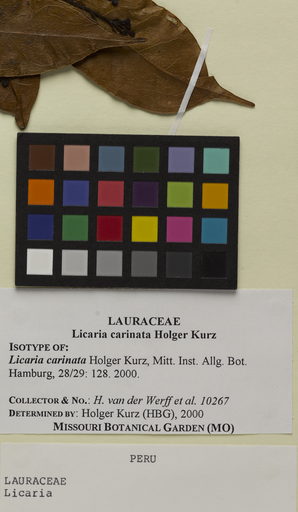 LAURACEAE
Licaria carinata Holger Kurz
ISOTYPE OF:
Licaria carinata Holger Kurz, Mitt. Inst. Allg. Bot.
Hamburg, 28/29: 128. 2000.
COLLECTOR & NO.: H. van der Werff et al. 10267
DETERMINED BY: Holger Kurz (HBG), 2000
MISSOURI BOTANICAL GARDEN (MO)
PERU
LAURACEAE
Licaria